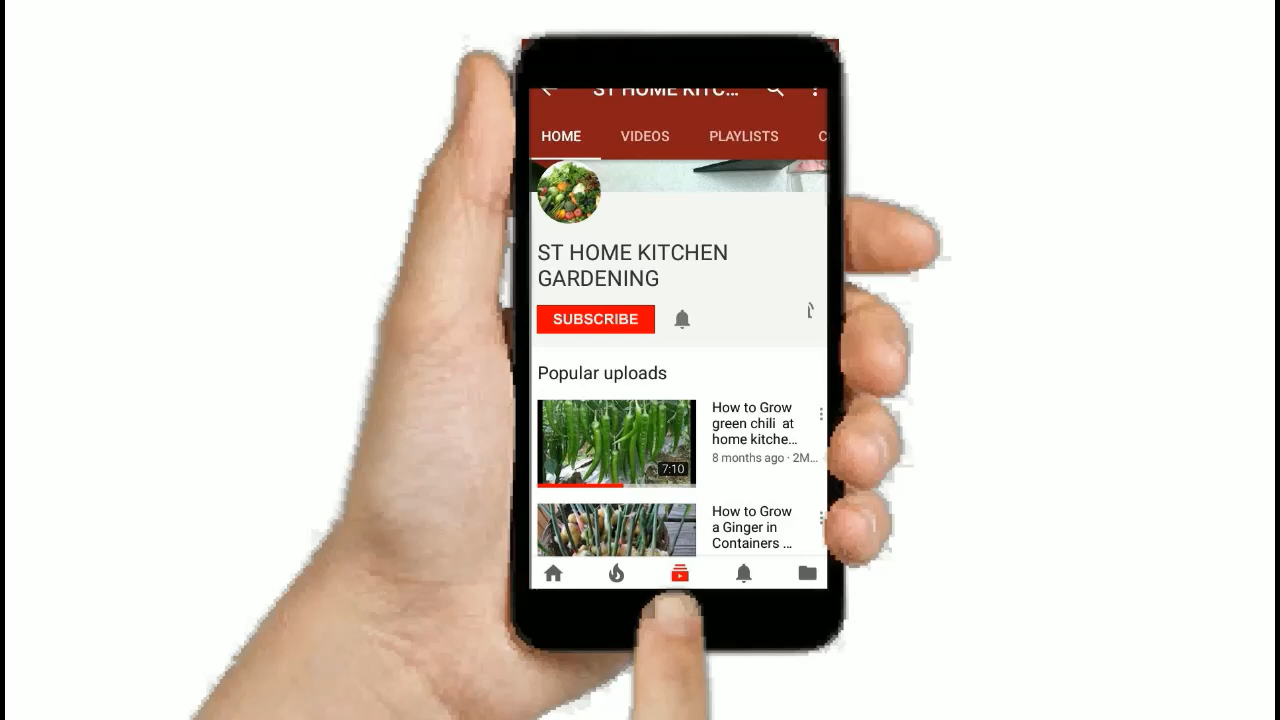 ST HOME KITC...
HOME VIDEOS PLAYLISTS C
ST HOME KITCHEN
GARDENING
SUBSCRIBE
Popular uploads
How to Grow
green chili at
home kitche...
8 months ago · 2M...
7:10
How to Grow
a Ginger in
Containers ...